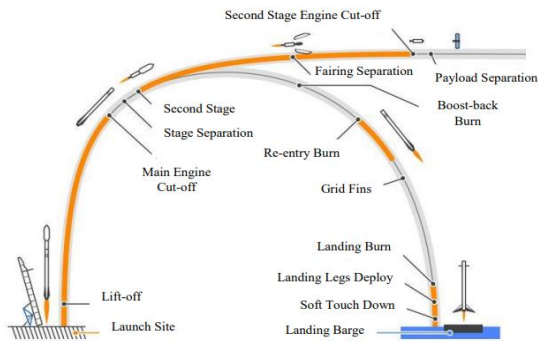 Second Stage Engine Cut-off
Fairing Separation
Payload Separation
Second Stage
Boost-back
Burn
Stage Separation
Re-entry Burn
Main Engine
Cut-off
Grid Fins
Landing Burn
Landing Legs Deploy
Lift-off
Soft Touch Down
Launch Site
Landing Barge